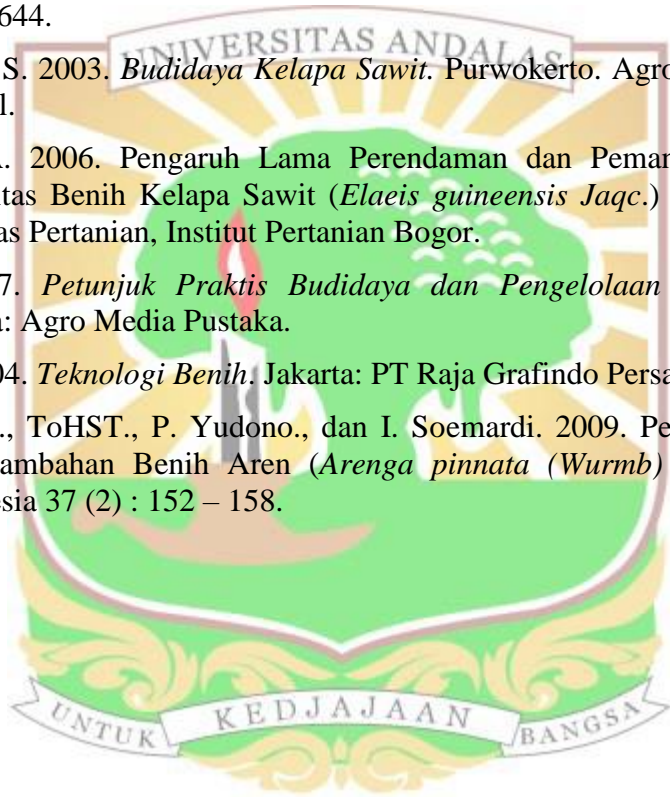 644.
UNIVERSITAS ANDALAS
S. 2003. Budidaya Kelapa Sawit. Purwokerto. Agro
l.
. 2006. Pengaruh Lama Perendaman dan Peman
tas Benih Kelapa Sawit (Elaeis guineensis Jaqc.)
as Pertanian, Institut Pertanian Bogor.
7. Petunjuk Praktis Budidaya dan Pengelolaan
: Agro Media Pustaka.
04. Teknologi Benih. Jakarta: PT Raja Grafindo Persa
., ToHST., P. Yudono., dan I. Soemardi. 2009. Pe
ambahan Benih Aren (Arenga pinnata (Wurmb)
esia 37 (2) : 152 – 158.
UNTUK KEDJAJAAN BANGSA